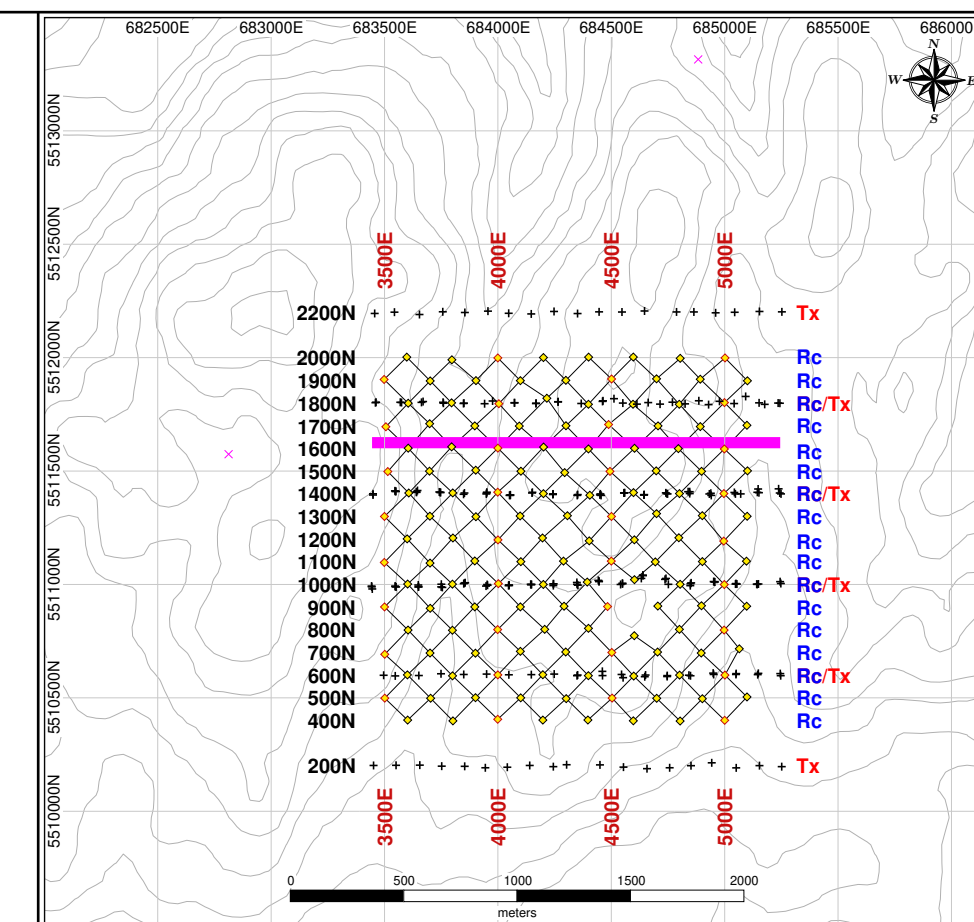 682500E 683000E 683500E 684000E 684500E 685000E 685500E 686000
N
W E
S
5513000N
5512500N
3500E 4000E 4500E 5000E
2200N Tx
5512000N
2000N Rc
1900N Rc
1800N Rc/Tx
1700N Rc
1600N Rc
5511500N
1500N Rc
1400N Rc/Tx
1300N Rc
1200N Rc
1100N Rc
5511000N
1000N Rc/Tx
900N Rc
800N Rc
700N Rc
600N Rc/Tx
5510500N
500N Rc
400N Rc
200N Tx
5510000N
3500E 4000E 4500E 5000E
0 500 1000 1500 2000
meters